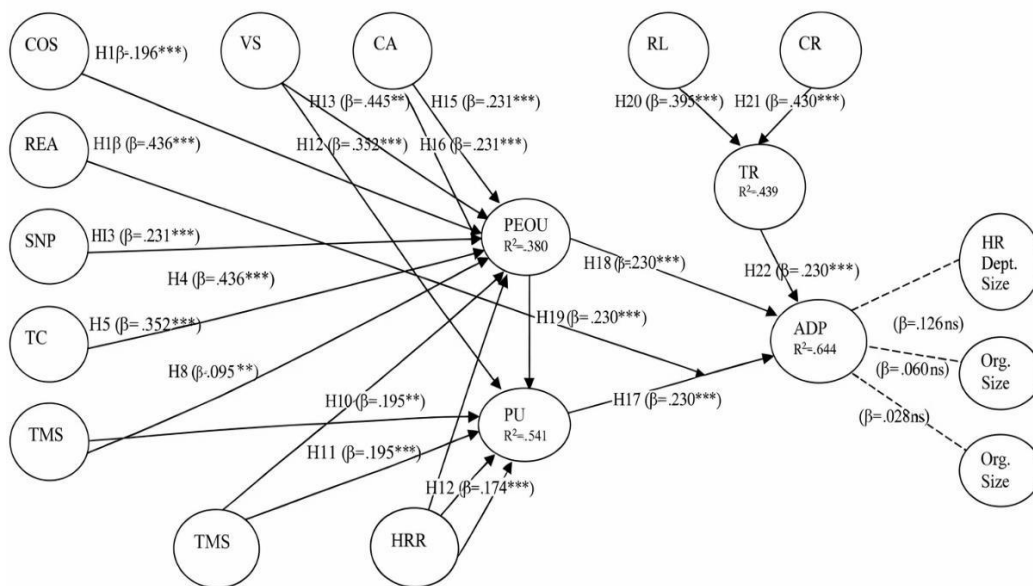 COS
H1β=-.196***)
VS
CA
RL
CR
H13 (β=.445**)
H15 (β=.231***)
H20 (β=.395***)
H21 (β=.430***)
REA
H1β (β=.436***)
H12 (β=.352***)
H16 (β=.231***)
TR
R²=.439
SNP
HI3 (β=.231***)
PEOU
R²=.380
HR
Dept.
Size
H4 (β=.436***)
H18 (β=.230***)
H22 (β=.230***)
TC
H5 (β=.352***)
H19 (β=.230***)
ADP
R²=.644
(β=.126ns)
Org.
Size
H8 (β-.095**)
(β=.060ns)
H10 (β=.195**)
H17 (β=.230***)
(β=.028ns)
TMS
PU
R²=.541
H11 (β=.195***)
Org.
Size
H12 (β=.174***)
TMS
HRR